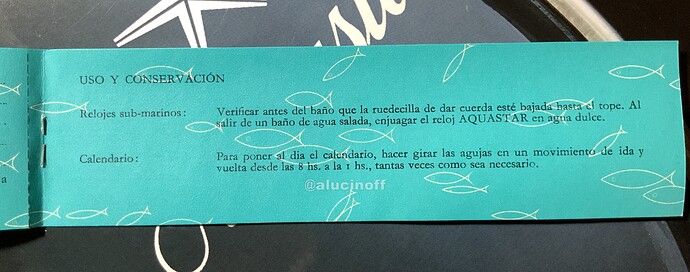 USO Y CONSERVACIÓN
Relojes sub-marinos: Verificar antes del baño que la ruedecilla de dar cuerda esté bajada hasta el tope. Al
salir de un baño de agua salada, enjuagar el reloj AQUASTAR en agua dulce.
Calendario: Para poner al dia el calendario, hacer girar las agujas en un movimiento de ida y
vuelta desde las 8 hs. a la 1 hs., tantas veces como sea necesario.
@alucinoff
a